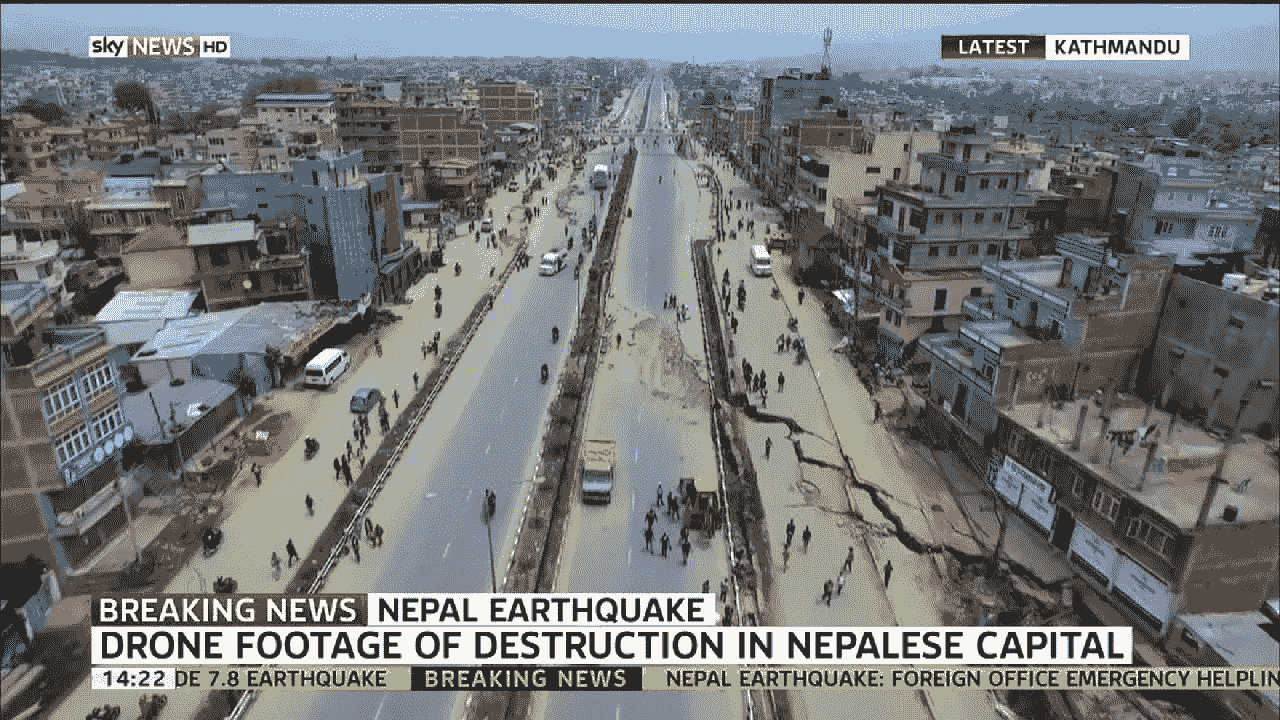 sky NEWS HD
LATEST KATHMANDU
BREAKING NEWS NEPAL EARTHQUAKE
DRONE FOOTAGE OF DESTRUCTION IN NEPALESE CAPITAL
14:22 DE 7.8 EARTHQUAKE BREAKING NEWS NEPAL EARTHQUAKE: FOREIGN OFFICE EMERGENCY HELPLIN